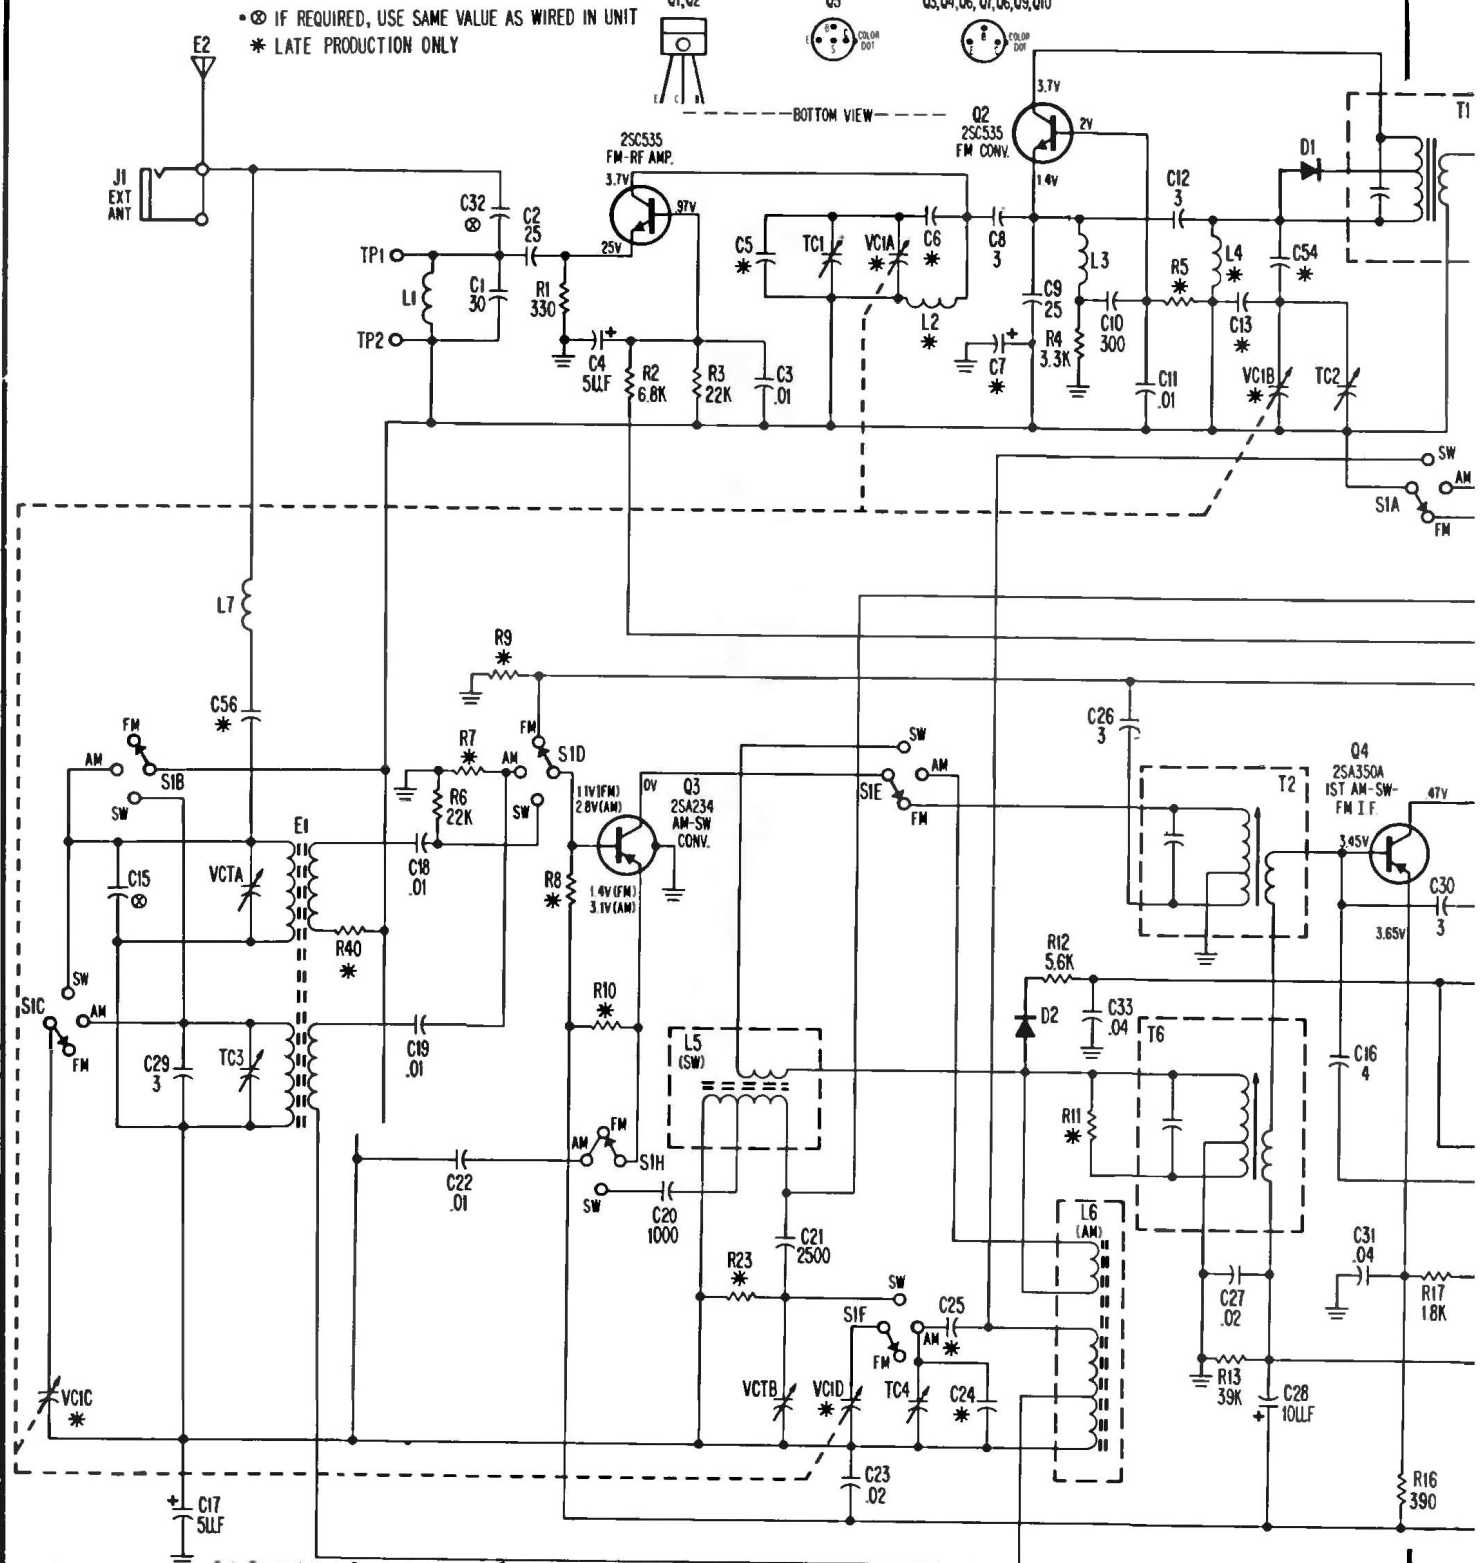 • ⊗ IF REQUIRED, USE SAME VALUE AS WIRED IN UNIT
* LATE PRODUCTION ONLY
Q1, Q2
Q3,Q4,Q6,Q7,Q8,Q9,Q10
E C B
E B C S
COLOR DOT
B E C
COLOR DOT
BOTTOM VIEW
E2
J1
EXT
ANT
TP1
TP2
L1
C32
⊗
C2
25
C1
30
R1
330
2SC535
FM-RF AMP.
3.7V
.97V
.25V
C4
5UF
+
R2
6.8K
R3
22K
C3
.01
C5
*
TC1
VC1A
*
C6
*
L2
*
C8
3
Q2
2SC535
FM CONV.
3.7V
2V
1.4V
C9
25
C7
*
+
L3
R4
3.3K
C10
300
C11
.01
C12
3
R5
*
L4
*
C13
*
C54
*
VC1B
*
TC2
D1
T1
SW
AM
S1A
FM
L7
C56
*
FM
AM
S1B
SW
C15
⊗
VCTA
E1
R40
*
C18
.01
R6
22K
R7
*
R9
*
FM
AM
S1D
SW
1.1V(FM)
2.8V(AM)
0V
Q3
2SA234
AM-SW
CONV.
R8
*
1.4V(FM)
3.1V(AM)
SW
AM
S1E
FM
C26
3
T2
Q4
2SA350A
1ST AM-SW-
FM I F.
.47V
3.45V
3.65V
C30
3
SW
S1C
AM
FM
C29
3
TC3
C19
.01
R10
*
L5
(SW)
R12
5.6K
D2
C33
.04
T6
R11
*
C16
4
AM
FM
S1H
SW
C22
.01
C20
1000
C21
2500
R23
*
SW
S1F
AM
FM
C25
*
L6
(AM)
C27
.02
C31
.04
R17
1.8K
R13
39K
C28
10UF
+
VC1C
*
VCTB
VC1D
*
TC4
C24
*
C23
.02
R16
390
+
C17
5UF